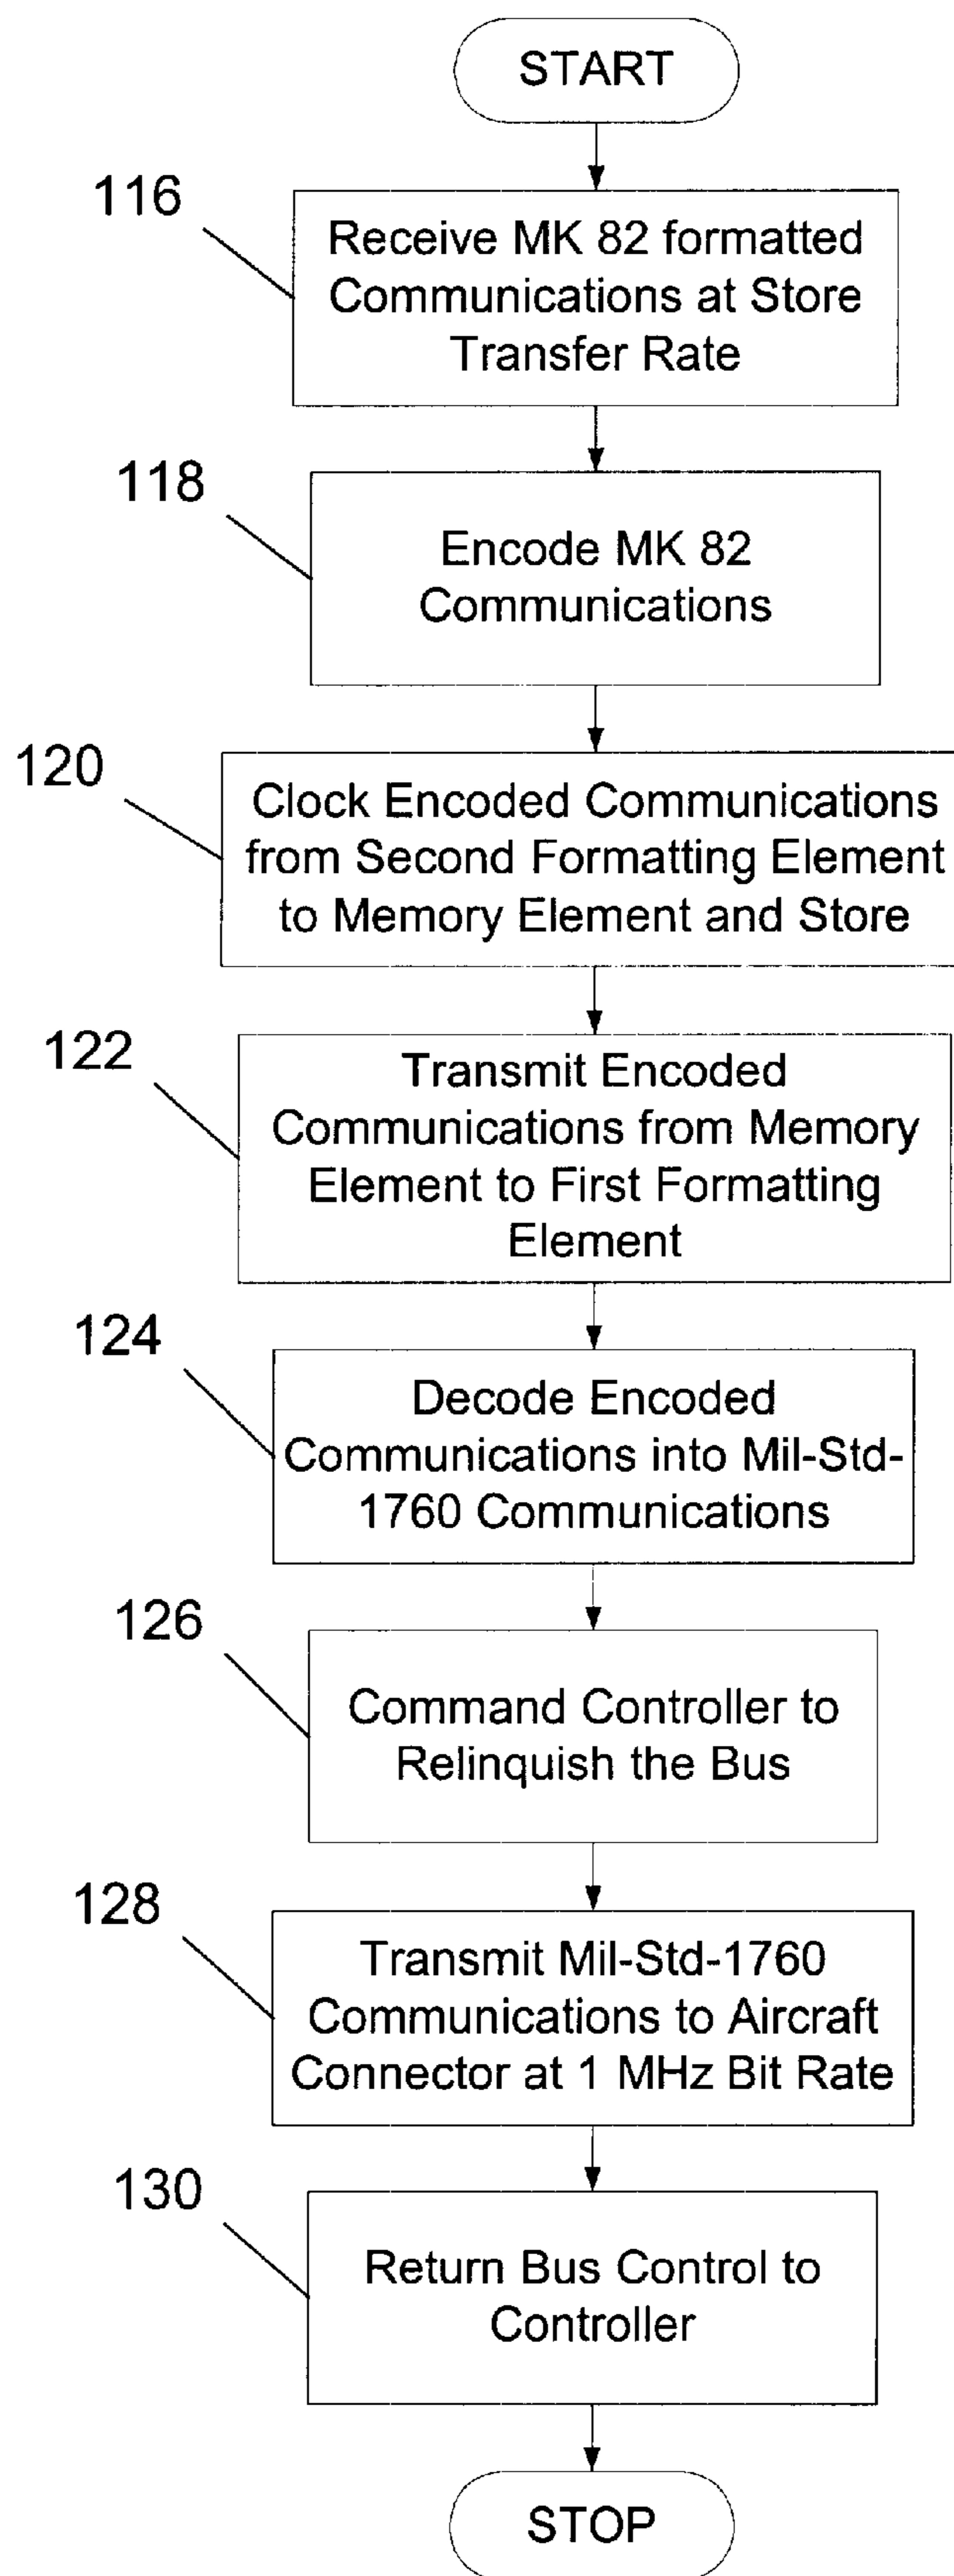 START
116
Receive MK 82 formatted
Communications at Store
Transfer Rate
118
Encode MK 82
Communications
120
Clock Encoded Communications
from Second Formatting Element
to Memory Element and Store
122
Transmit Encoded
Communications from Memory
Element to First Formatting
Element
124
Decode Encoded
Communications into Mil-Std-
1760 Communications
126
Command Controller to
Relinquish the Bus
128
Transmit Mil-Std-1760
Communications to Aircraft
Connector at 1 MHz Bit Rate
130
Return Bus Control to
Controller
STOP